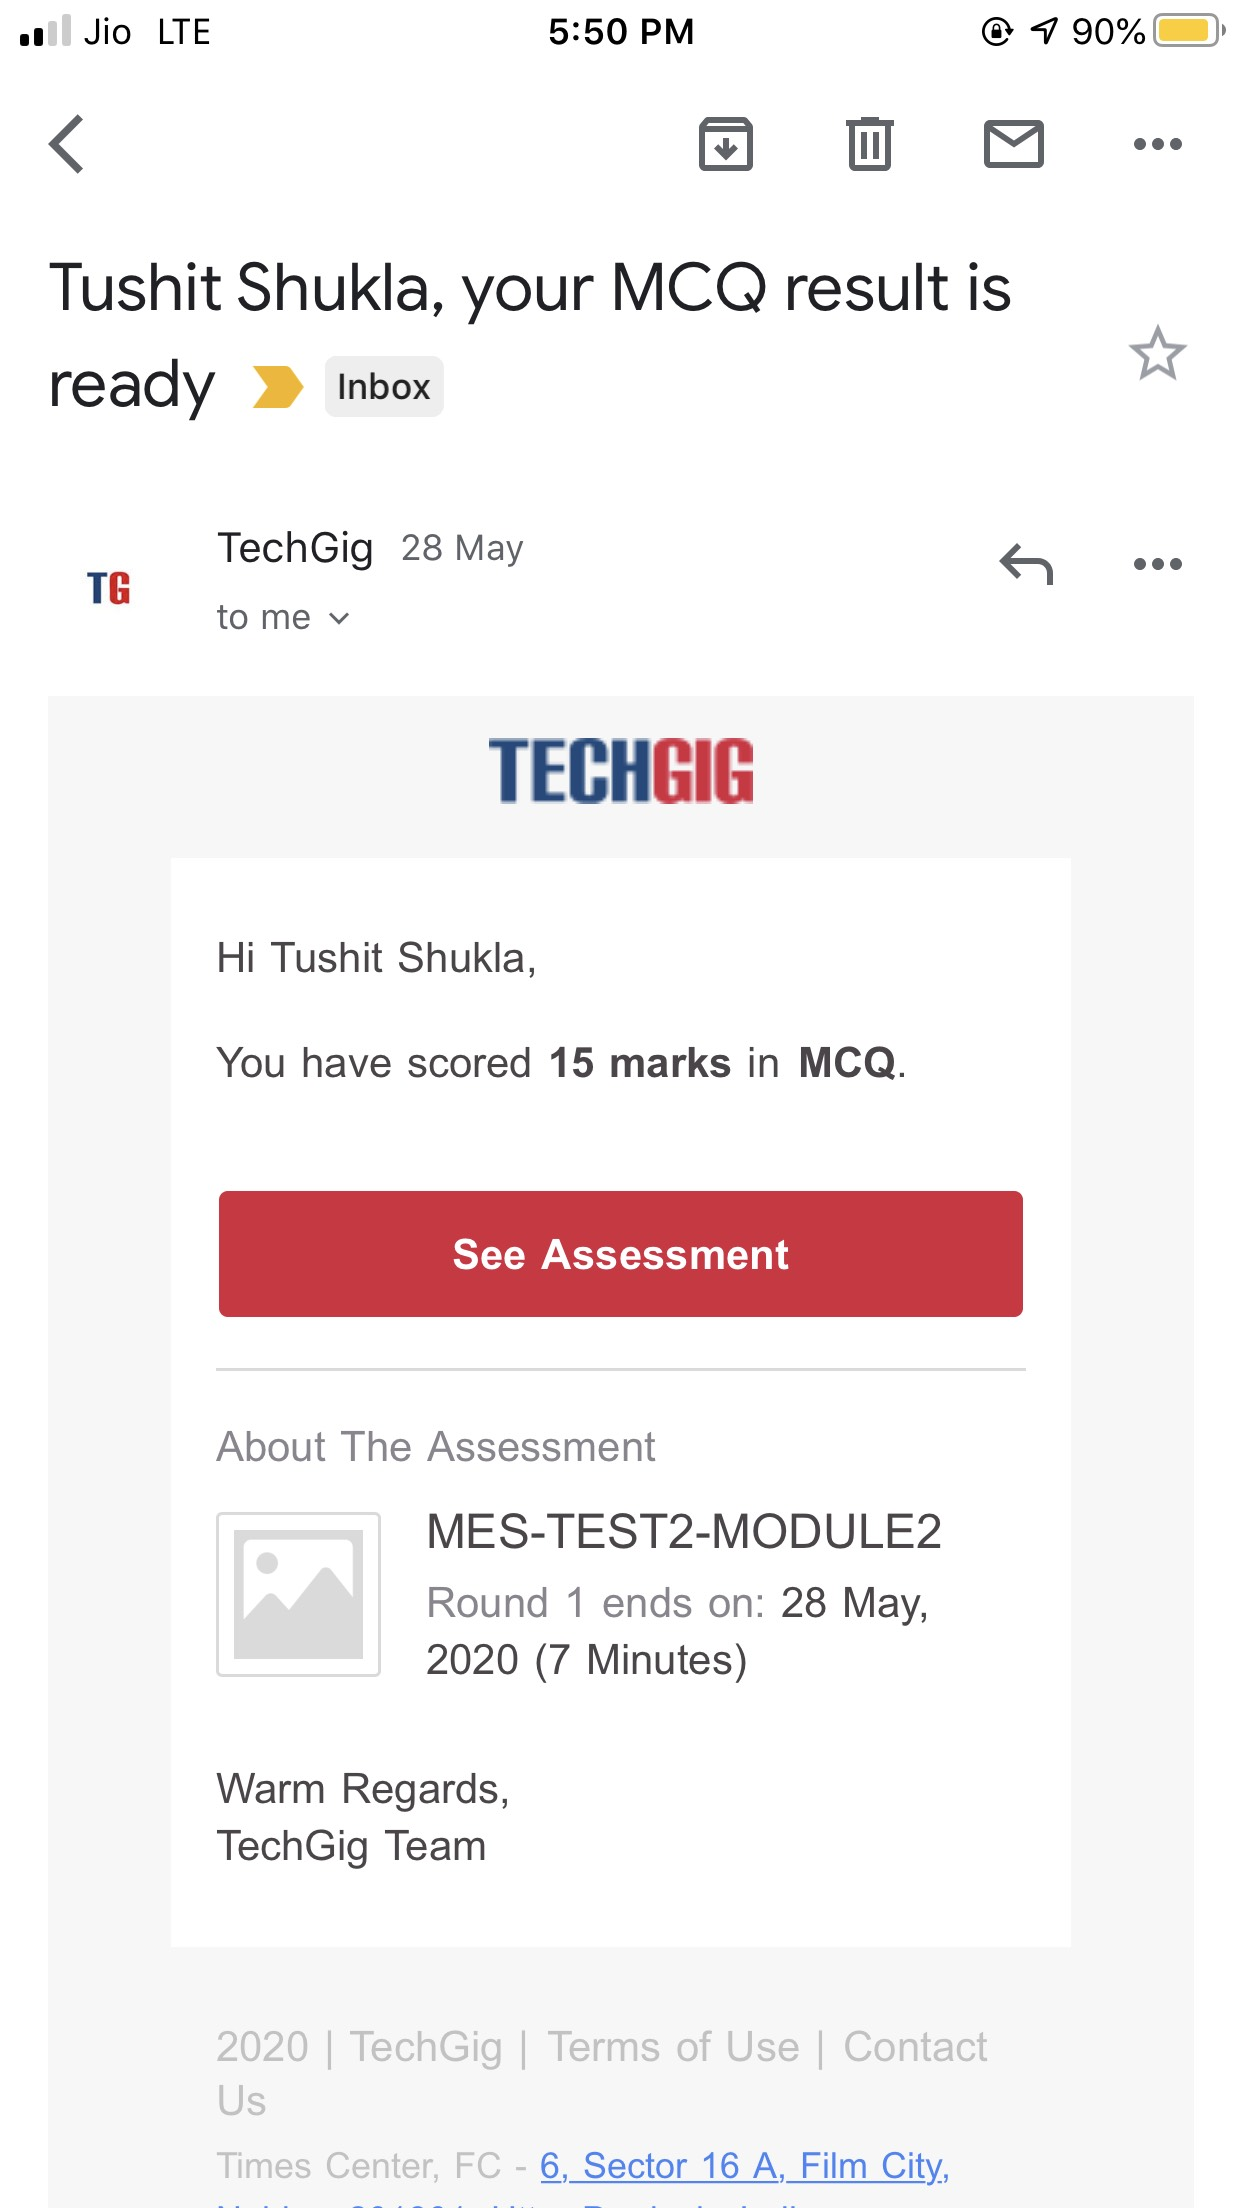 Jio LTE 5:50 PM 90%
Tushit Shukla, your MCQ result is
ready Inbox
TechGig 28 May
TG
to me
TECHGIG
Hi Tushit Shukla,
You have scored 15 marks in MCQ.
See Assessment
About The Assessment
MES-TEST2-MODULE2
Round 1 ends on: 28 May,
2020 (7 Minutes)
Warm Regards,
TechGig Team
2020 | TechGig | Terms of Use | Contact
Us
Times Center, FC - 6, Sector 16 A, Film City,